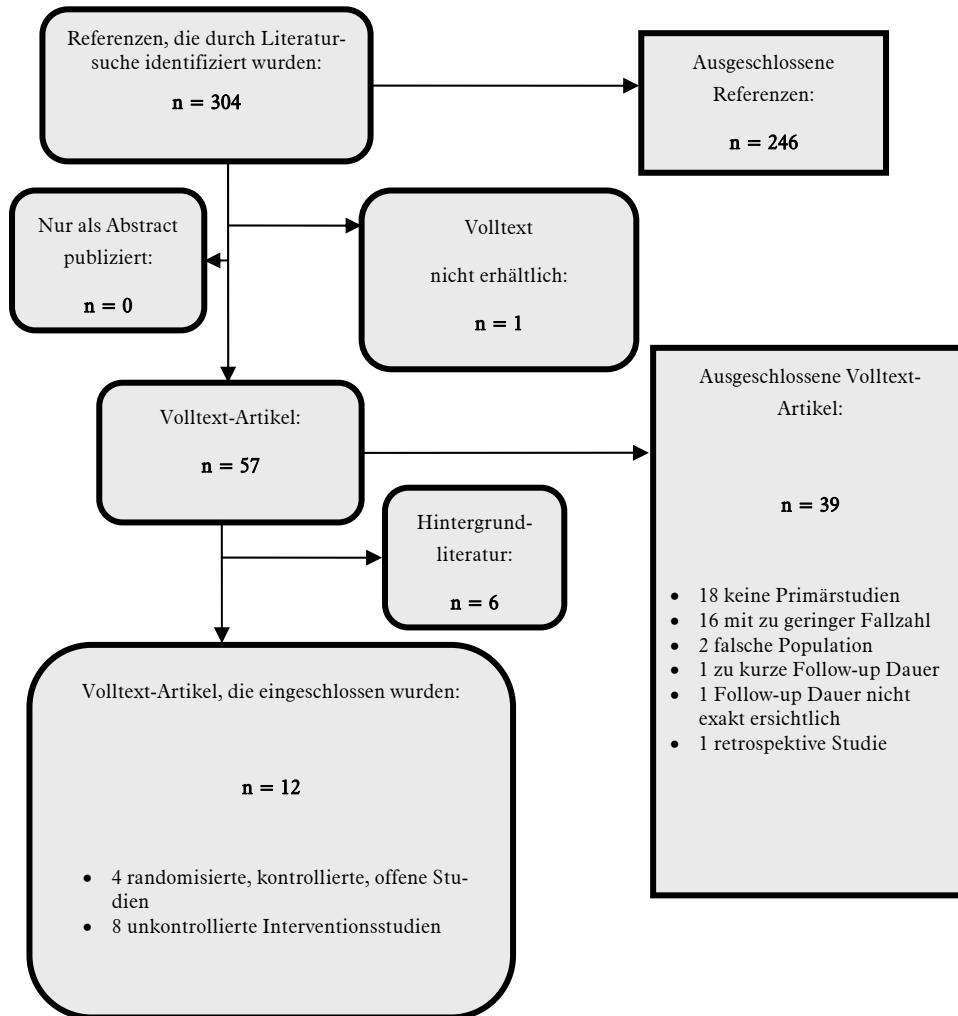 Referenzen, die durch Literatur-
suche identifiziert wurden:
n = 304
Ausgeschlossene
Referenzen:
n = 246
Nur als Abstract
publiziert:
n = 0
Volltext
nicht erhältlich:
n = 1
Volltext-Artikel:
n = 57
Ausgeschlossene Volltext-
Artikel:
n = 39
• 18 keine Primärstudien
• 16 mit zu geringer Fallzahl
• 2 falsche Population
• 1 zu kurze Follow-up Dauer
• 1 Follow-up Dauer nicht
exakt ersichtlich
• 1 retrospektive Studie
Hintergrund-
literatur:
n = 6
Volltext-Artikel, die eingeschlossen wurden:
n = 12
• 4 randomisierte, kontrollierte, offene Stu-
dien
• 8 unkontrollierte Interventionsstudien